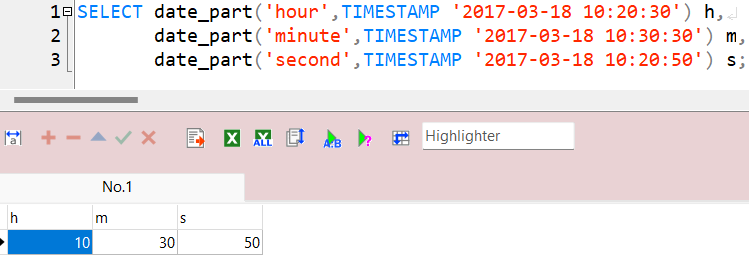 1 SELECT date_part('hour',TIMESTAMP '2017-03-18 10:20:30') h,↵
2 date_part('minute',TIMESTAMP '2017-03-18 10:30:30') m,
3 date_part('second',TIMESTAMP '2017-03-18 10:20:50') s;
a X X ALL A:B ? Highlighter
No.1
h m s
10 30 50